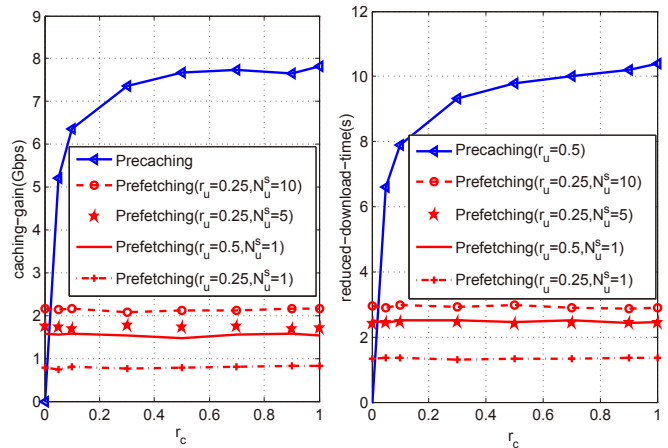 9
8
7
6
5
4
3
2
1
0
caching−gain(Gbps)
Precaching
Prefetching(r_u=0.25,N_u^s=10)
Prefetching(r_u=0.25,N_u^s=5)
Prefetching(r_u=0.5,N_u^s=1)
Prefetching(r_u=0.25,N_u^s=1)
0 0.2 0.4 0.6 0.8 1
r_c
12
10
8
6
4
2
0
reduced−download−time(s)
Precaching(r_u=0.5)
Prefetching(r_u=0.25,N_u^s=10)
Prefetching(r_u=0.25,N_u^s=5)
Prefetching(r_u=0.5,N_u^s=1)
Prefetching(r_u=0.25,N_u^s=1)
0 0.2 0.4 0.6 0.8 1
r_c